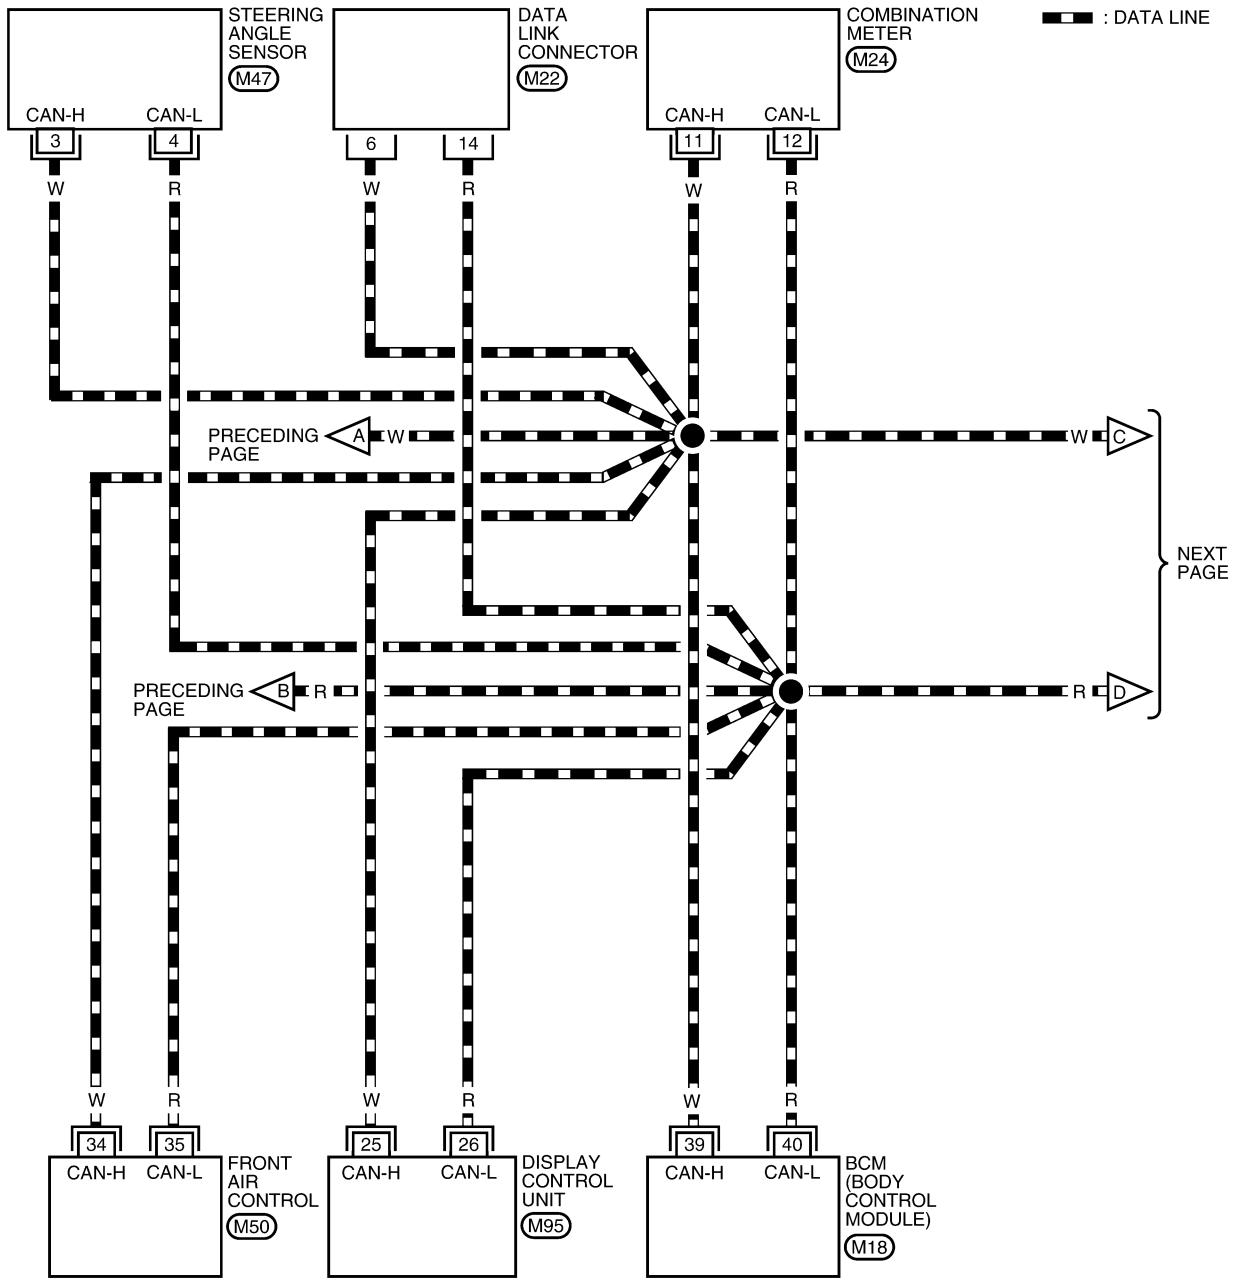 STEERING
ANGLE
SENSOR
M47
DATA
LINK
CONNECTOR
M22
COMBINATION
METER
M24
: DATA LINE
CAN-H
CAN-L
CAN-H
CAN-L
3
4
6
14
11
12
W
R
W
R
W
R
PRECEDING
PAGE
A
W
W
C
NEXT
PAGE
PRECEDING
PAGE
B
R
R
D
W
R
W
R
W
R
34
35
25
26
39
40
CAN-H
CAN-L
CAN-H
CAN-L
CAN-H
CAN-L
FRONT
AIR
CONTROL
M50
DISPLAY
CONTROL
UNIT
M95
BCM
(BODY
CONTROL
MODULE)
M18